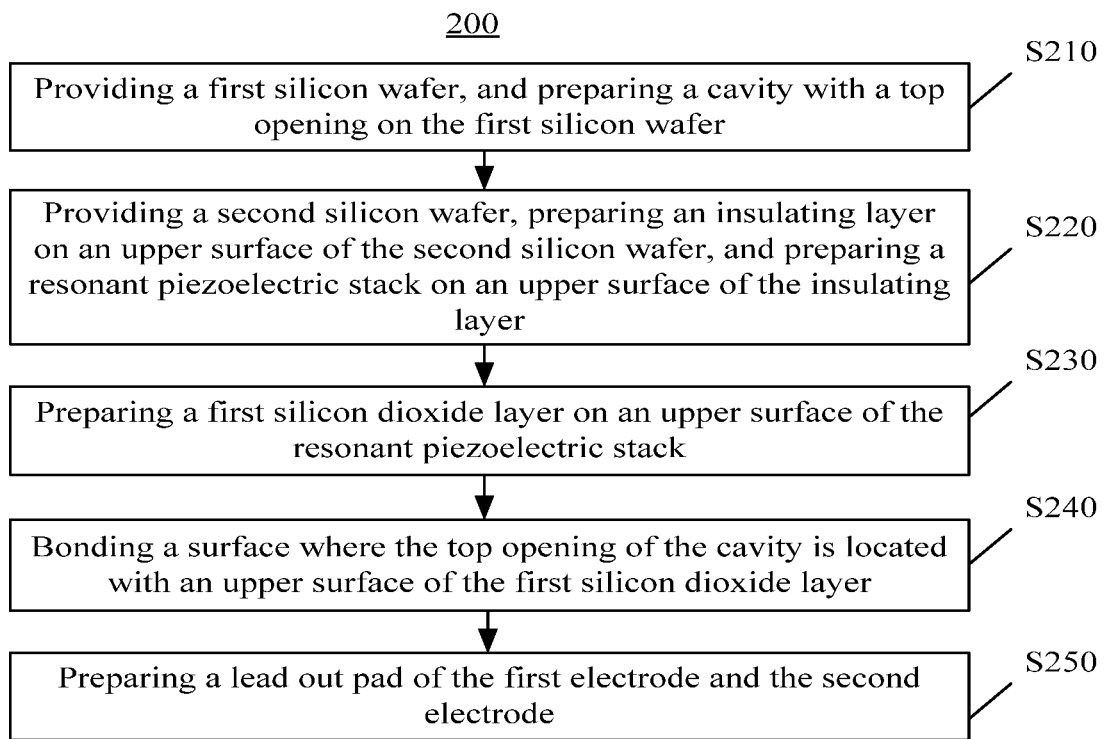 200
S210
Providing a first silicon wafer, and preparing a cavity with a top
opening on the first silicon wafer
S220
Providing a second silicon wafer, preparing an insulating layer
on an upper surface of the second silicon wafer, and preparing a
resonant piezoelectric stack on an upper surface of the insulating
layer
S230
Preparing a first silicon dioxide layer on an upper surface of the
resonant piezoelectric stack
S240
Bonding a surface where the top opening of the cavity is located
with an upper surface of the first silicon dioxide layer
S250
Preparing a lead out pad of the first electrode and the second
electrode